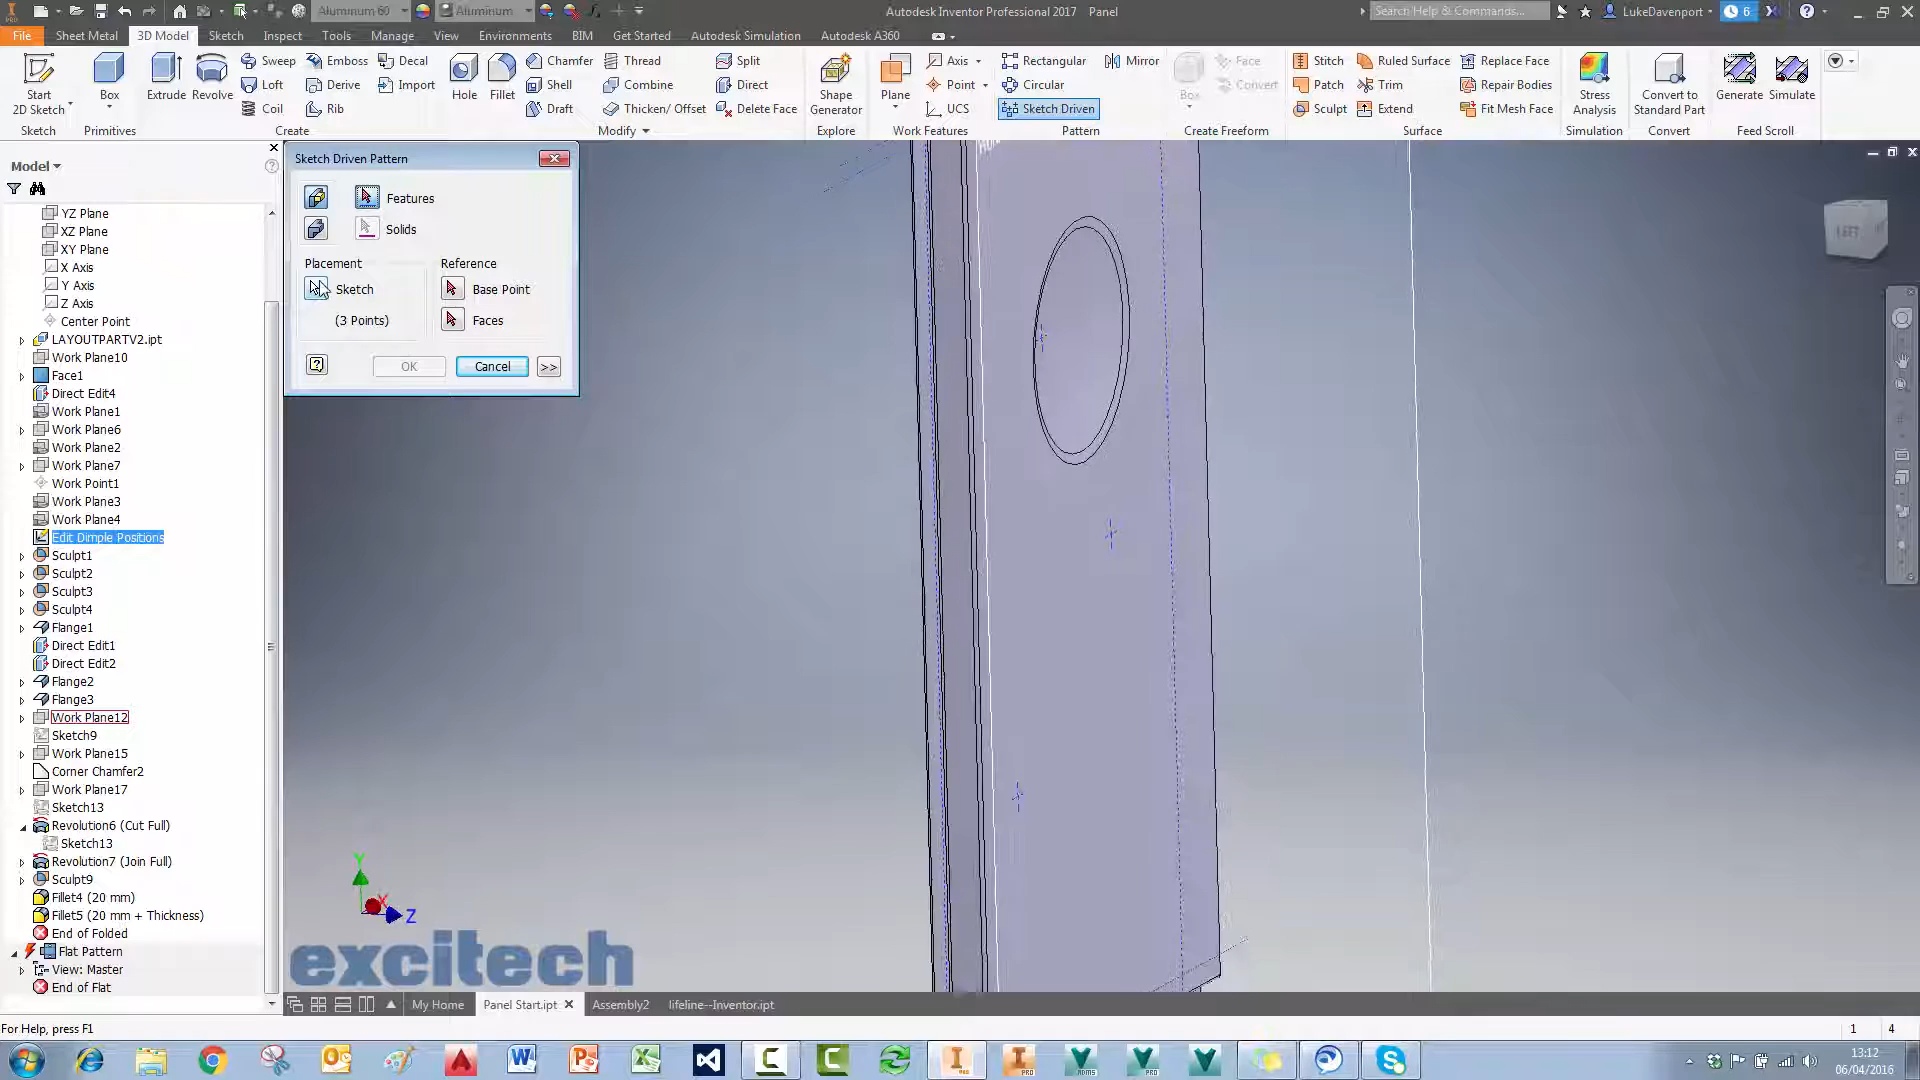 Aluminum 60
Aluminum
Autodesk Inventor Professional 2017   Panel
Search Help & Commands...
LukeDavenport
6
File
Sheet Metal
3D Model
Sketch
Inspect
Tools
Manage
View
Environments
BIM
Get Started
Autodesk Simulation
Autodesk A360
Start
2D Sketch
Sketch
Box
Primitives
Extrude
Revolve
Sweep
Loft
Coil
Emboss
Derive
Rib
Decal
Import
Create
Hole
Fillet
Chamfer
Shell
Draft
Thread
Combine
Thicken/ Offset
Split
Direct
Delete Face
Modify
Shape
Generator
Explore
Plane
Axis
Point
UCS
Work Features
Rectangular
Circular
Sketch Driven
Mirror
Pattern
Box
Face
Convert
Create Freeform
Stitch
Patch
Sculpt
Ruled Surface
Trim
Extend
Replace Face
Repair Bodies
Fit Mesh Face
Surface
Stress
Analysis
Simulation
Convert to
Standard Part
Convert
Generate
Simulate
Feed Scroll
Model
YZ Plane
XZ Plane
XY Plane
X Axis
Y Axis
Z Axis
Center Point
LAYOUTPARTV2.ipt
Work Plane10
Face1
Direct Edit4
Work Plane1
Work Plane6
Work Plane2
Work Plane7
Work Point1
Work Plane3
Work Plane4
Edit Dimple Positions
Sculpt1
Sculpt2
Sculpt3
Sculpt4
Flange1
Direct Edit1
Direct Edit2
Flange2
Flange3
Work Plane12
Sketch9
Work Plane15
Corner Chamfer2
Work Plane17
Sketch13
Revolution6 (Cut Full)
Sketch13
Revolution7 (Join Full)
Sculpt9
Fillet4 (20 mm)
Fillet5 (20 mm + Thickness)
End of Folded
Flat Pattern
View: Master
End of Flat
Sketch Driven Pattern
Features
Solids
Placement
Sketch
(3 Points)
Reference
Base Point
Faces
OK
Cancel
>>
LEFT
Y
X
Z
excitech
My Home
Panel Start.ipt
Assembly2
lifeline--Inventor.ipt
For Help, press F1
1
4
13:12
06/04/2016